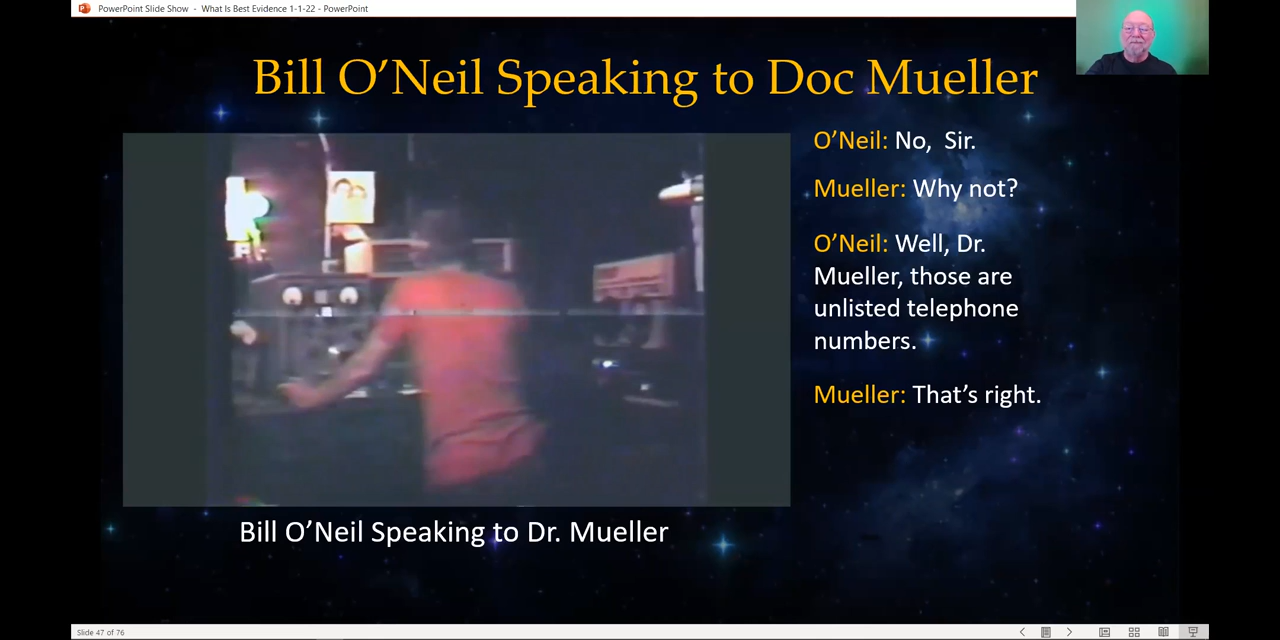 PowerPoint Slide Show - What Is Best Evidence 1-1-22 - PowerPoint
Bill O’Neil Speaking to Doc Mueller
O’Neil: No, Sir.
Mueller: Why not?
O’Neil: Well, Dr.
Mueller, those are
unlisted telephone
numbers.
Mueller: That’s right.
Bill O’Neil Speaking to Dr. Mueller
Slide 47 of 76